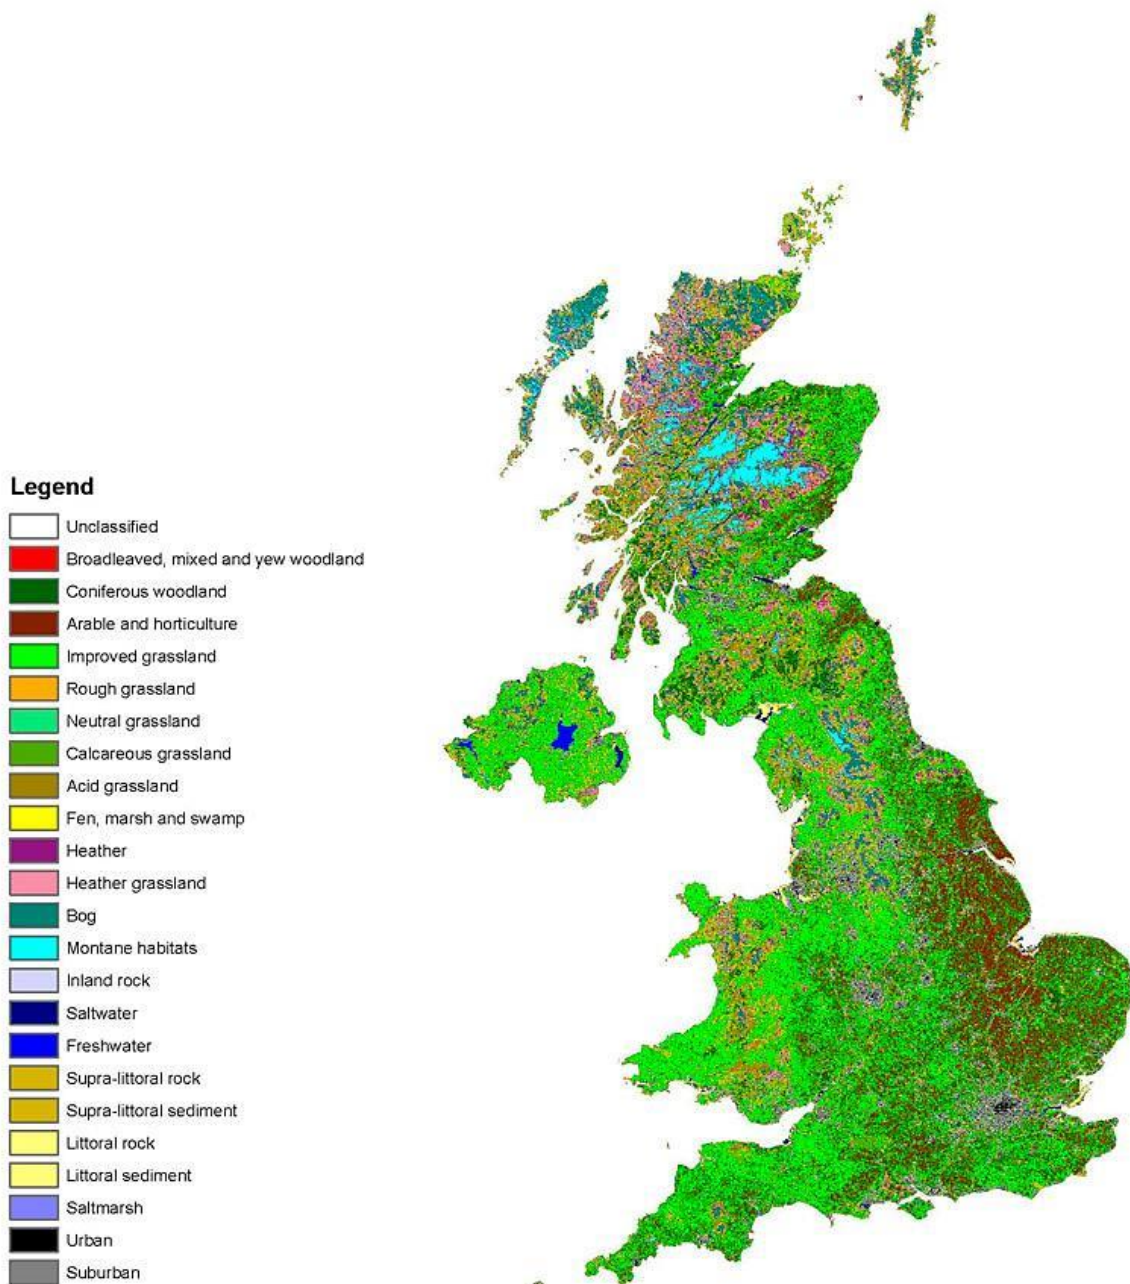 Legend
Unclassified
Broadleaved, mixed and yew woodland
Coniferous woodland
Arable and horticulture
Improved grassland
Rough grassland
Neutral grassland
Calcareous grassland
Acid grassland
Fen, marsh and swamp
Heather
Heather grassland
Bog
Montane habitats
Inland rock
Saltwater
Freshwater
Supra-littoral rock
Supra-littoral sediment
Littoral rock
Littoral sediment
Saltmarsh
Urban
Suburban